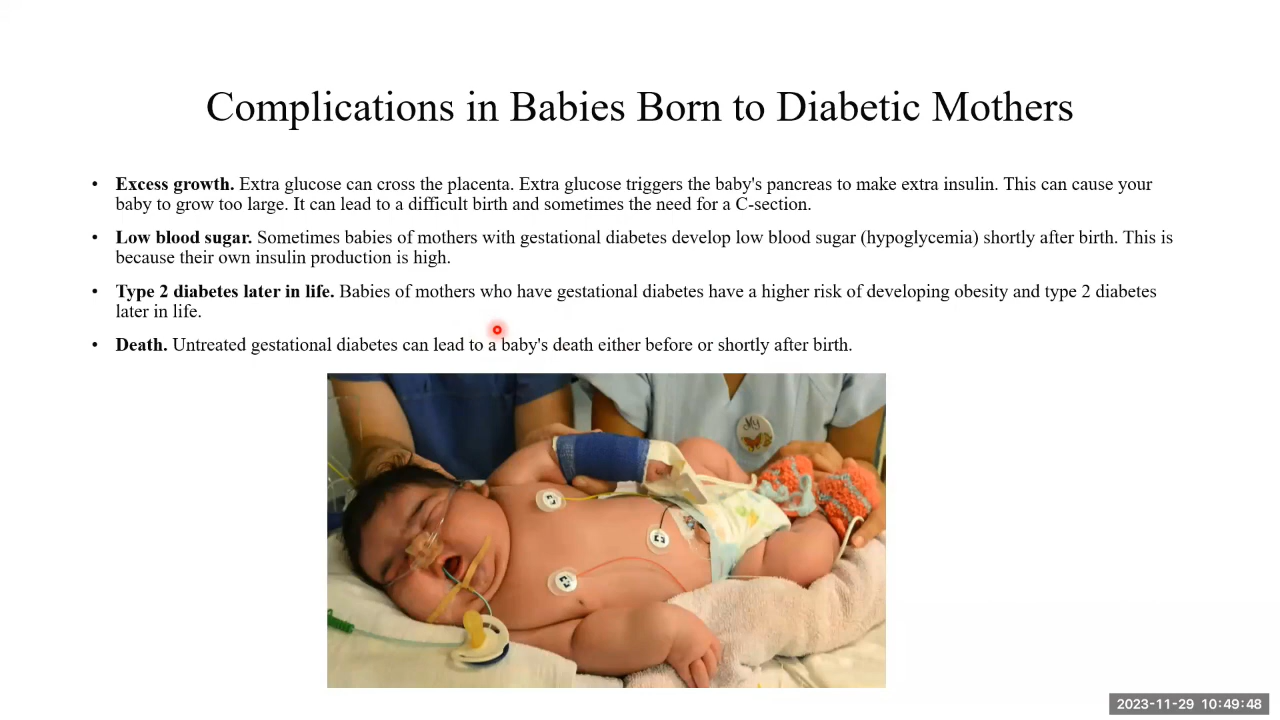 Complications in Babies Born to Diabetic Mothers
• Excess growth. Extra glucose can cross the placenta. Extra glucose triggers the baby's pancreas to make extra insulin. This can cause your
baby to grow too large. It can lead to a difficult birth and sometimes the need for a C-section.
• Low blood sugar. Sometimes babies of mothers with gestational diabetes develop low blood sugar (hypoglycemia) shortly after birth. This is
because their own insulin production is high.
• Type 2 diabetes later in life. Babies of mothers who have gestational diabetes have a higher risk of developing obesity and type 2 diabetes
later in life.
• Death. Untreated gestational diabetes can lead to a baby's death either before or shortly after birth.
2023-11-29 10:49:48